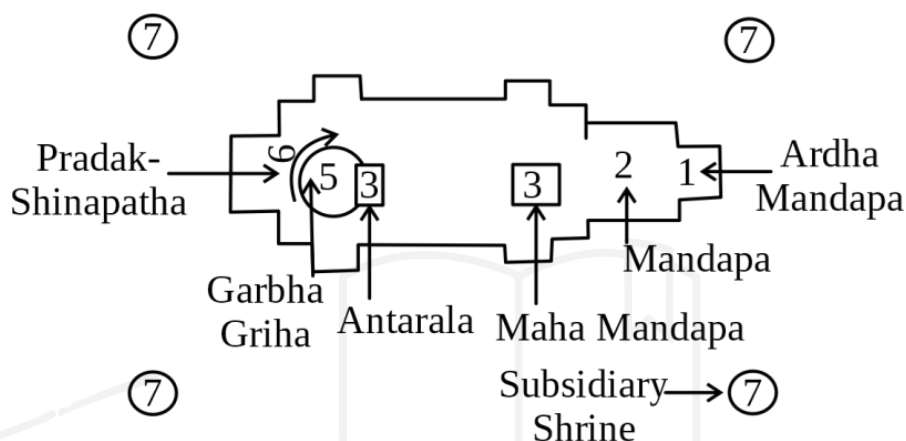 7
7
Pradak-
Shinapatha
6
5
3
3
2
1
Ardha
Mandapa
Garbha
Griha
Antarala
Maha Mandapa
Mandapa
7
Subsidiary
Shrine
7